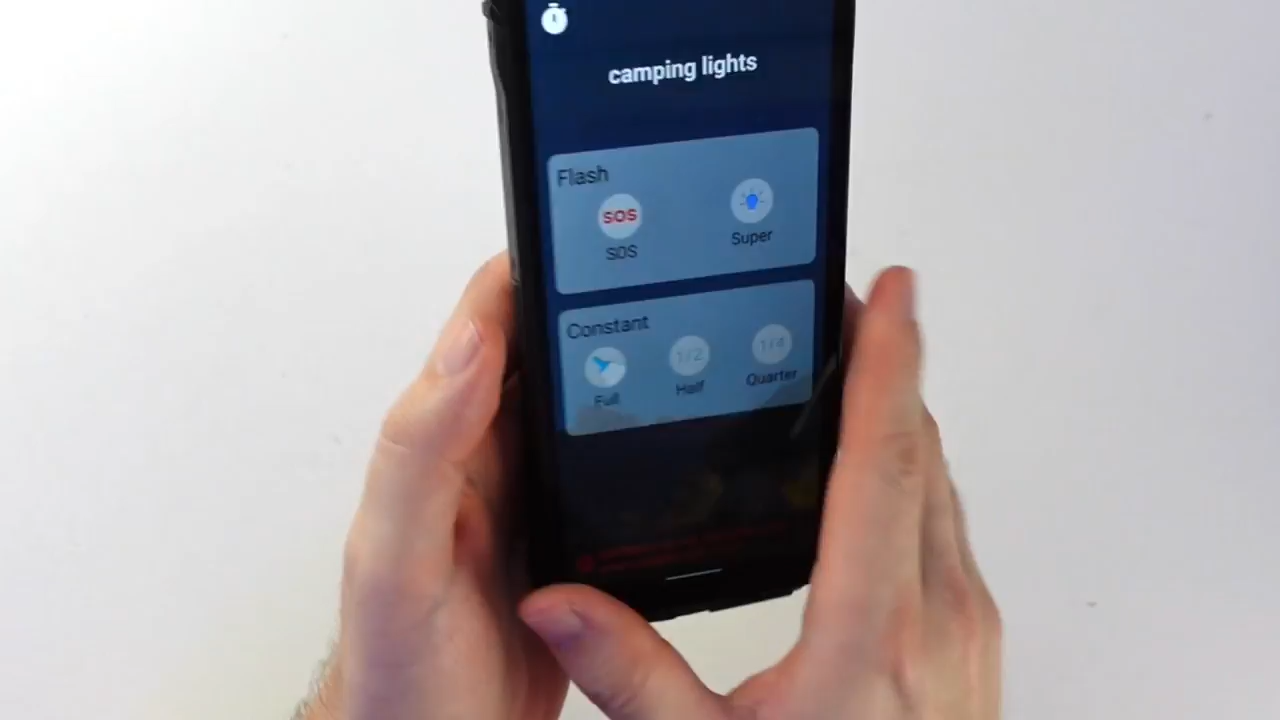 camping lights
Flash
SOS
SOS
Super
Constant
Full
1/2
Half
1/4
Quarter